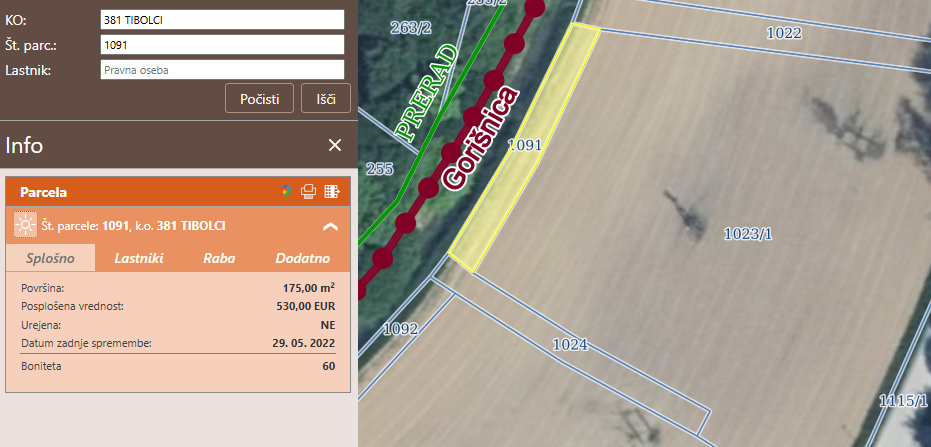 KO: 381 TIBOLCI
Št. parc.: 1091
Lastnik: Pravna oseba
Počisti Išči
Info
Parcela
Št. parcele: 1091, k.o. 381 TIBOLCI
Splošno Lastniki Raba Dodatno
Površina: 175,00 m²
Posplošena vrednost: 530,00 EUR
Urejena: NE
Datum zadnje spremembe: 29. 05. 2022
Boniteta 60
263/2
1022
PRERAD
Gorišnica
1091
255
1023/1
1092
1024
1115/1